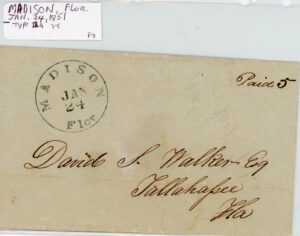 MADISON, Flor.
JAN. 24, 1851
MADISON
JAN
24
Flor
Paid 5
David S. Walker Esq
Tallahassee
Fla